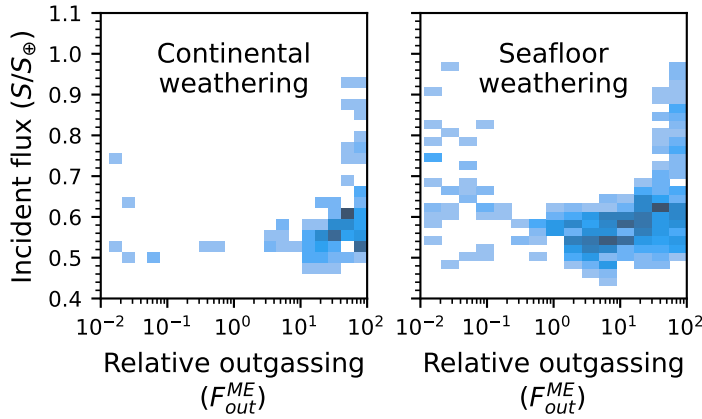 Continental
weathering
Seafloor
weathering
Incident flux (S/S⊕)
1.1
1.0
0.9
0.8
0.7
0.6
0.5
0.4
10⁻² 10⁻¹ 10⁰ 10¹ 10² 10⁻² 10⁻¹ 10⁰ 10¹ 10²
Relative outgassing Relative outgassing
(F_out^ME) (F_out^ME)